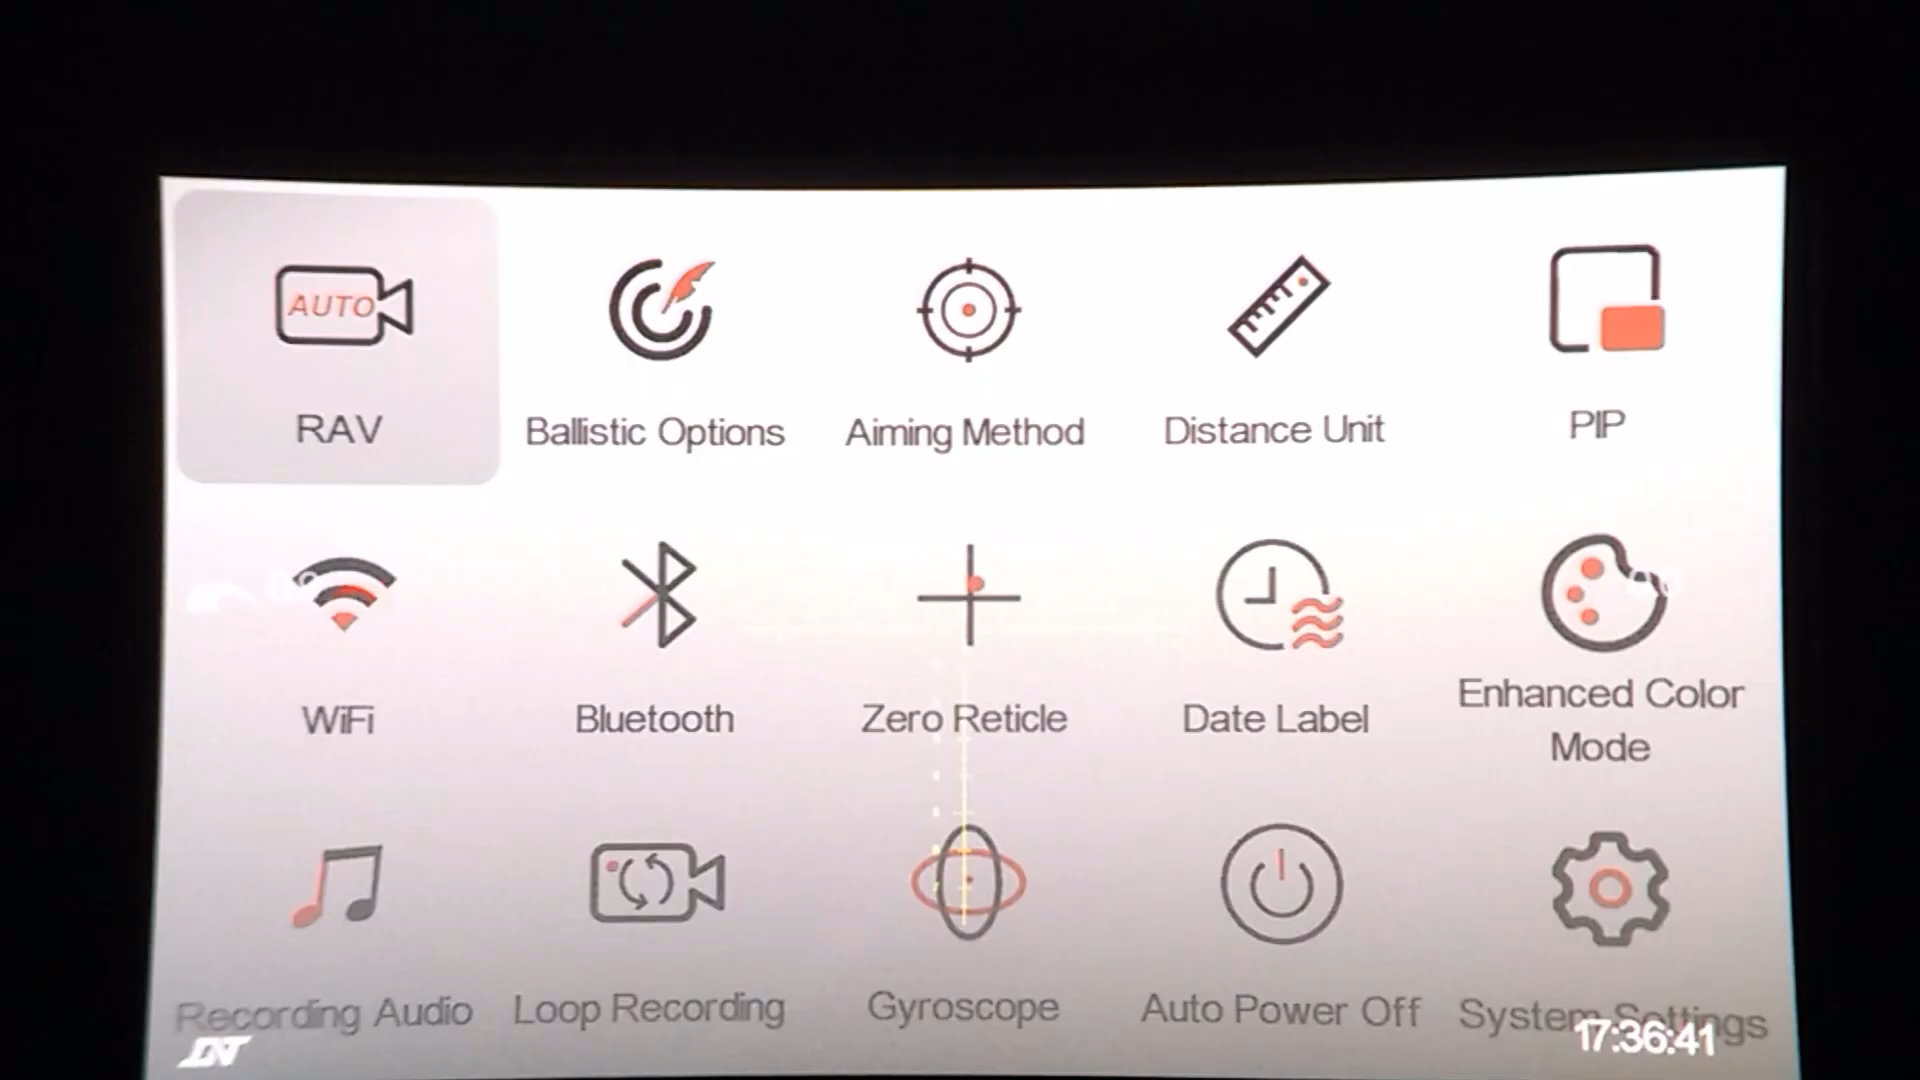 AUTO
RAV
Ballistic Options
Aiming Method
Distance Unit
PIP
WiFi
Bluetooth
Zero Reticle
Date Label
Enhanced Color
Mode
Recording Audio
Loop Recording
Gyroscope
Auto Power Off
System Settings
17:36:41